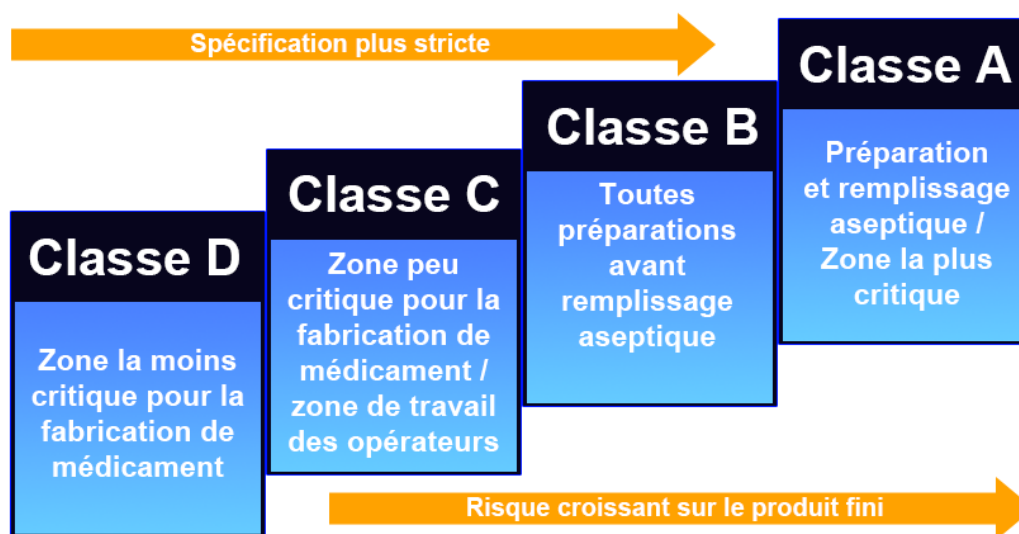 Spécification plus stricte
Classe A
Préparation
et remplissage
aseptique /
Zone la plus
critique
Classe B
Toutes
préparations
avant
remplissage
aseptique
Classe C
Zone peu
critique pour la
fabrication de
médicament /
zone de travail
des opérateurs
Classe D
Zone la moins
critique pour la
fabrication de
médicament
Risque croissant sur le produit fini